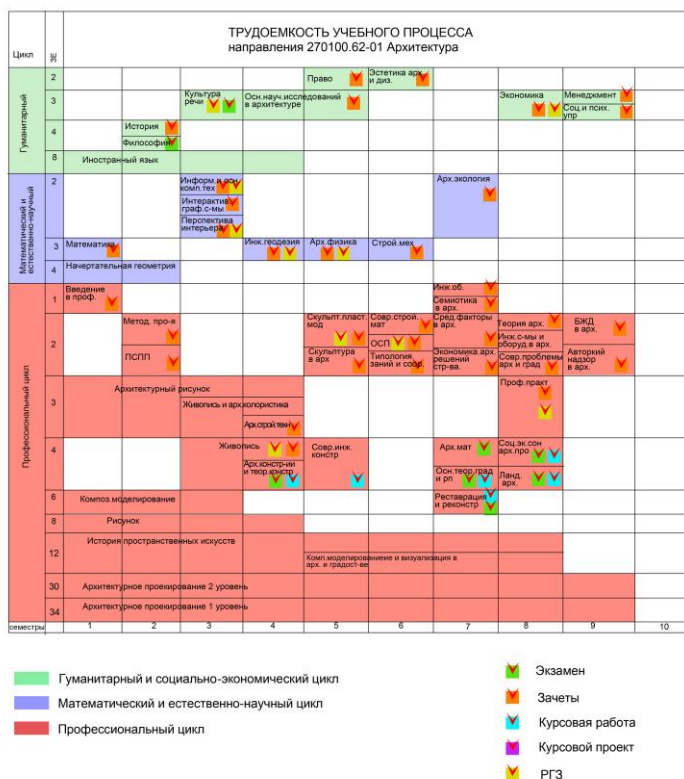 ТРУДОЕМКОСТЬ УЧЕБНОГО ПРОЦЕССА
направления 270100.62-01 Архитектура
Цикл
ЗЕ
Гуманитарный
2
Право
Эстетика арх.
и диз.
3
Культура
речи
Осн.науч.исследований
в архитектуре
Экономика
Менеджмент
Соц.и псих.
упр
4
История
Философия
8
Иностранный язык
Математический и
естественно-научный
2
Информ.и осн.
комп.тех
Интерактив
граф.с-мы
Перспектива
интерьера
Арх.экология
3
Математика
Инж.геодезия
Арх.физика
Строй.мех
4
Начертательная геометрия
Профессиональный цикл
1
Введение
в проф.
Инж.об.
Семиотика
в арх.
2
Метод. про-я
ПСПП
Скульпт.пласт.
мод
Скульптура
в арх
Совр.строй.
мат
ОСП
Типология
заний и соор.
Сред.факторы
в арх.
Экономика.арх.
решений
стр-ва.
Теория арх.
Инж.с-мы и
оборуд в арх.
Совр.проблемы
арх и град
БЖД
в арх.
Авторкий
надзор
в арх.
3
Архитектурный рисунок
Живопись и арх.колористика
Арх.строй.техн
Проф.практ
4
Живопись
Арх.констр-ии
и теор.констр
Совр.инж.
констр
Арх.мат
Осн.теор.град
и рп
Соц.эк.сон
арх.про
Ланд.
арх.
6
Композ.моделирование
Реставрация
и реконстр
8
Рисунок
12
История пространственных искусств
Комп.моделированиеие и визуализация в
арх. и градост-ве
30
Архитектурное проекирование 2 уровень
34
Архитектурное проекирование 1 уровень
семестры
1
2
3
4
5
6
7
8
9
10
Гуманитарный и социально-экономический цикл
Математический и естественно-научный цикл
Профессиональный цикл
Экзамен
Зачеты
Курсовая работа
Курсовой проект
РГЗ